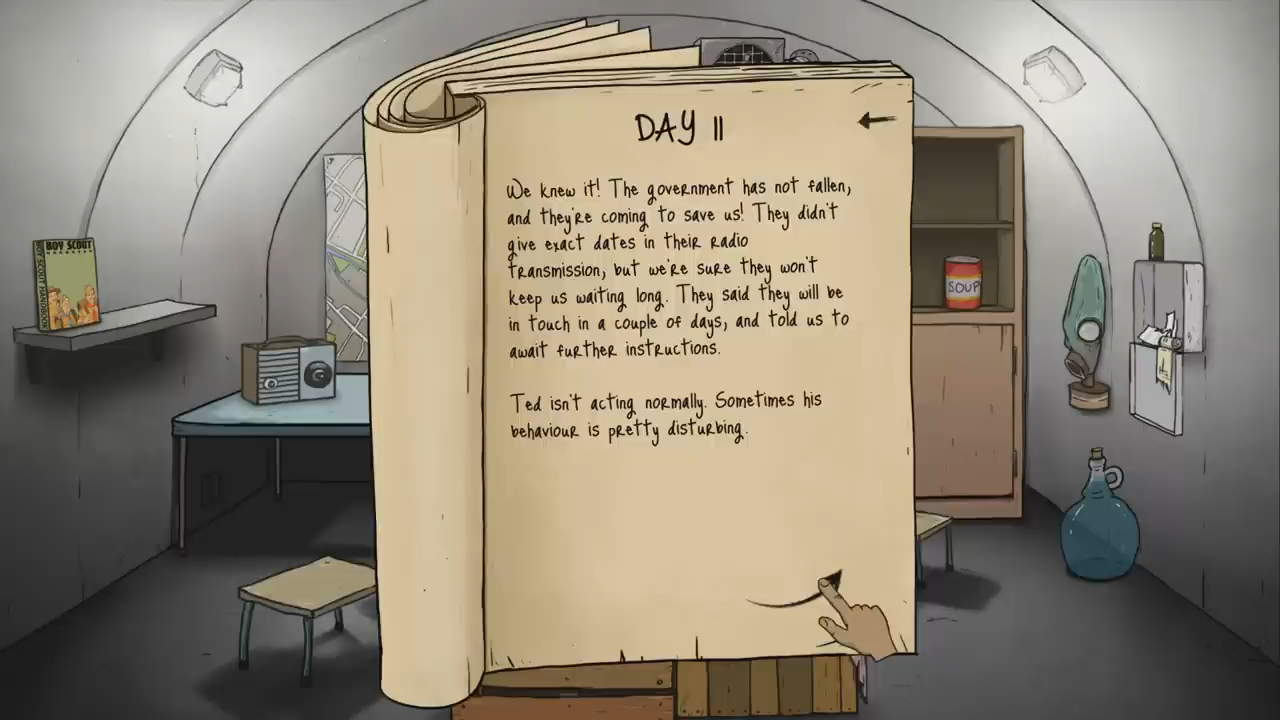 DAY 11
We knew it! The government has not fallen,
and they're coming to save us! They didn't
give exact dates in their radio
transmission, but we're sure they won't
keep us waiting long. They said they will be
in touch in a couple of days, and told us to
await further instructions.
Ted isn't acting normally. Sometimes his
behaviour is pretty disturbing.
BOY SCOUT
BOY SCOUT HANDBOOK
SOUP